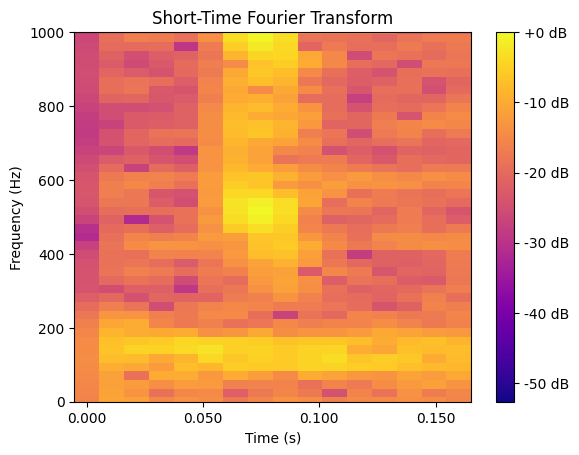 Short-Time Fourier Transform
1000
800
600
400
200
0
Frequency (Hz)
0.000
0.050
0.100
0.150
Time (s)
+0 dB
-10 dB
-20 dB
-30 dB
-40 dB
-50 dB